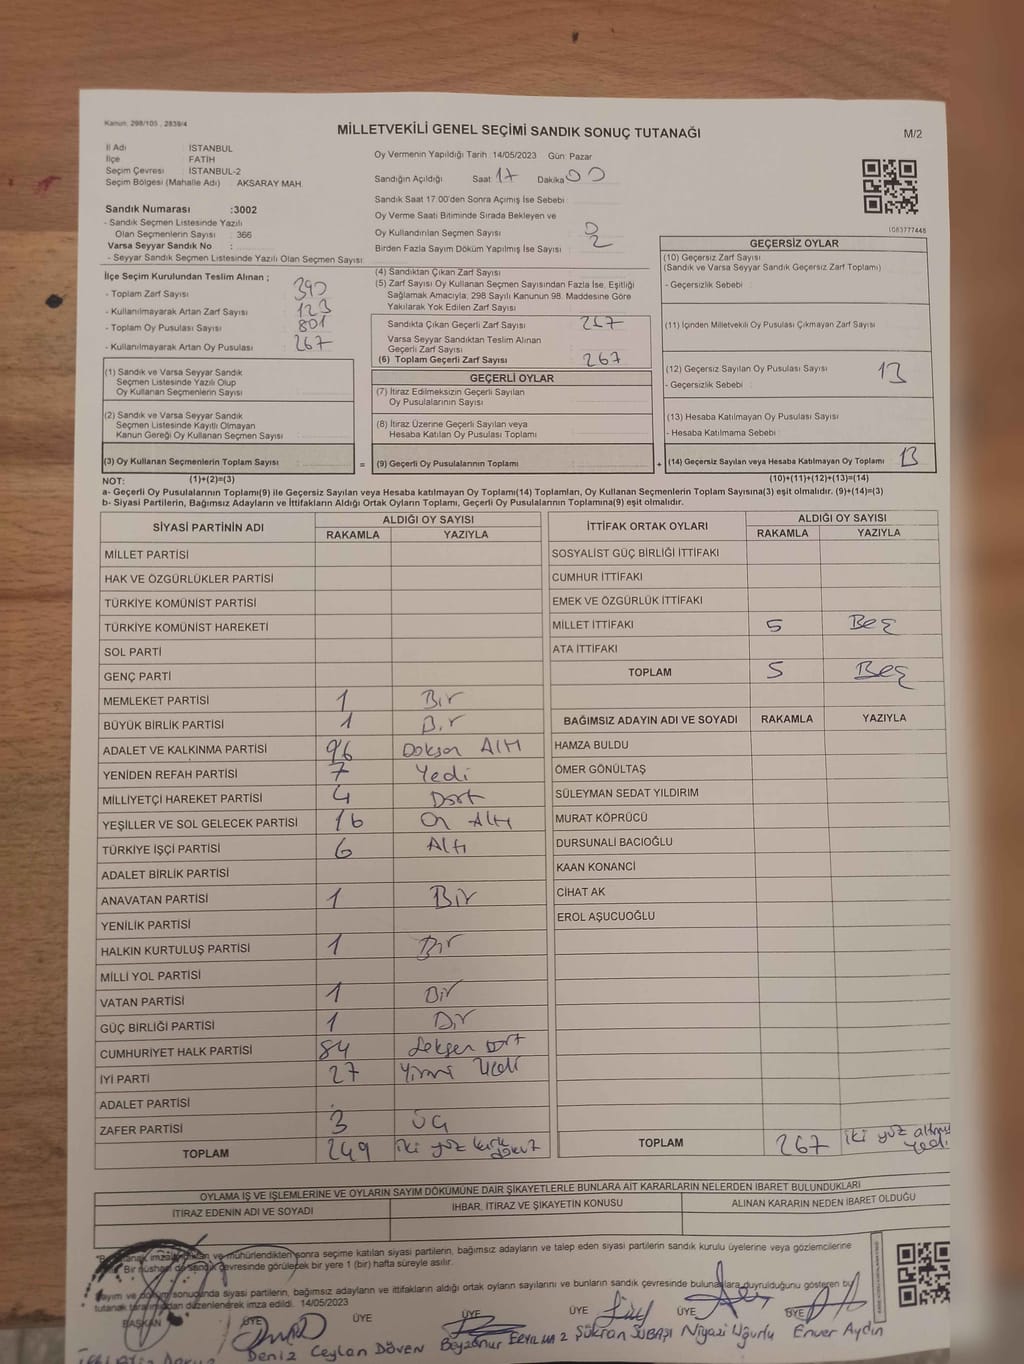 Kanun: 298/105 , 2839/4
MİLLETVEKİLİ GENEL SEÇİMİ SANDIK SONUÇ TUTANAĞI
M/2
İl Adı İSTANBUL
İlçe FATİH
Seçim Çevresi İSTANBUL-2
Seçim Bölgesi (Mahalle Adı) AKSARAY MAH.
Sandık Numarası :3002
- Sandık Seçmen Listesinde Yazılı
Olan Seçmenlerin Sayısı : 366
Varsa Seyyar Sandık No :
- Seyyar Sandık Seçmen Listesinde Yazılı Olan Seçmen Sayısı
İlçe Seçim Kurulundan Teslim Alınan ;
- Toplam Zarf Sayısı 390
- Kullanılmayarak Artan Zarf Sayısı 123
- Toplam Oy Pusulası Sayısı 801
- Kullanılmayarak Artan Oy Pusulası 267
(1) Sandık ve Varsa Seyyar Sandık
Seçmen Listesinde Yazılı Olup
Oy Kullanan Seçmenlerin Sayısı
(2) Sandık ve Varsa Seyyar Sandık
Seçmen Listesinde Kayıtlı Olmayan
Kanun Gereği Oy Kullanan Seçmen Sayısı
(3) Oy Kullanan Seçmenlerin Toplam Sayısı
Oy Vermenin Yapıldığı Tarih 14/05/2023 Gün: Pazar
Sandığın Açıldığı Saat 17 Dakika 00
Sandık Saat 17:00'den Sonra Açımış İse Sebebi :
Oy Verme Saati Bitiminde Sırada Bekleyen ve
Oy Kullandırılan Seçmen Sayısı
Birden Fazla Sayım Döküm Yapılmış İse Sayısı 2
(4) Sandıktan Çıkan Zarf Sayısı
(5) Zarf Sayısı Oy Kullanan Seçmen Sayısından Fazla İse, Eşitliği
Sağlamak Amacıyla, 298 Sayılı Kanunun 98. Maddesine Göre
Yakılarak Yok Edilen Zarf Sayısı
Sandıkta Çıkan Geçerli Zarf Sayısı 267
Varsa Seyyar Sandıktan Teslim Alınan
Geçerli Zarf Sayısı
(6) Toplam Geçerli Zarf Sayısı 267
GEÇERLİ OYLAR
(7) İtiraz Edilmeksizin Geçerli Sayılan
Oy Pusulalarının Sayısı
(8) İtiraz Üzerine Geçerli Sayılan veya
Hesaba Katılan Oy Pusulası Toplamı
= (9) Geçerli Oy Pusulalarının Toplamı +
1083777448
GEÇERSİZ OYLAR
(10) Geçersiz Zarf Sayısı
(Sandık ve Varsa Seyyar Sandık Geçersiz Zarf Toplamı)
- Geçersizlik Sebebi
(11) İçinden Milletvekili Oy Pusulası Çıkmayan Zarf Sayısı
(12) Geçersiz Sayılan Oy Pusulası Sayısı 13
- Geçersizlik Sebebi
(13) Hesaba Katılmayan Oy Pusulası Sayısı
- Hesaba Katılmama Sebebi
(14) Geçersiz Sayılan veya Hesaba Katılmayan Oy Toplamı 13
NOT: (1)+(2)=(3) (10)+(11)+(12)+(13)=(14)
a- Geçerli Oy Pusulalarının Toplamı(9) ile Geçersiz Sayılan veya Hesaba katılmayan Oy Toplamı(14) Toplamları, Oy Kullanan Seçmenlerin Toplam Sayısına(3) eşit olmalıdır. (9)+(14)=(3)
b- Siyasi Partilerin, Bağımsız Adayların ve İttifakların Aldığı Ortak Oyların Toplamı, Geçerli Oy Pusulalarının Toplamına(9) eşit olmalıdır.
SİYASİ PARTİNİN ADI ALDIĞI OY SAYISI
RAKAMLA YAZIYLA
MİLLET PARTİSİ
HAK VE ÖZGÜRLÜKLER PARTİSİ
TÜRKİYE KOMÜNİST PARTİSİ
TÜRKİYE KOMÜNİST HAREKETİ
SOL PARTİ
GENÇ PARTİ
MEMLEKET PARTİSİ 1 Bir
BÜYÜK BİRLİK PARTİSİ 1 Bir
ADALET VE KALKINMA PARTİSİ 96 Doksan Altı
YENİDEN REFAH PARTİSİ 7 Yedi
MİLLİYETÇİ HAREKET PARTİSİ 4 Dört
YEŞİLLER VE SOL GELECEK PARTİSİ 16 On Altı
TÜRKİYE İŞÇİ PARTİSİ 6 Altı
ADALET BİRLİK PARTİSİ
ANAVATAN PARTİSİ 1 Bir
YENİLİK PARTİSİ
HALKIN KURTULUŞ PARTİSİ 1 Bir
MİLLİ YOL PARTİSİ
VATAN PARTİSİ 1 Bir
GÜÇ BİRLİĞİ PARTİSİ 1 Bir
CUMHURİYET HALK PARTİSİ 84 Seksen Dört
İYİ PARTİ 27 Yirmi Yedi
ADALET PARTİSİ
ZAFER PARTİSİ 3 Üç
TOPLAM 249 iki yüz kırk dokuz
İTTİFAK ORTAK OYLARI ALDIĞI OY SAYISI
RAKAMLA YAZIYLA
SOSYALİST GÜÇ BİRLİĞİ İTTİFAKI
CUMHUR İTTİFAKI
EMEK VE ÖZGÜRLÜK İTTİFAKI
MİLLET İTTİFAKI 5 Beş
ATA İTTİFAKI
TOPLAM 5 Beş
BAĞIMSIZ ADAYIN ADI VE SOYADI RAKAMLA YAZIYLA
HAMZA BULDU
ÖMER GÖNÜLTAŞ
SÜLEYMAN SEDAT YILDIRIM
MURAT KÖPRÜCÜ
DURSUNALİ BACIOĞLU
KAAN KONANCİ
CİHAT AK
EROL AŞUCUOĞLU
TOPLAM 267 iki yüz altmış yedi
OYLAMA İŞ VE İŞLEMLERİNE VE OYLARIN SAYIM DÖKÜMÜNE DAİR ŞİKAYETLERLE BUNLARA AİT KARARLARIN NELERDEN İBARET BULUNDUKLARI
İTİRAZ EDENİN ADI VE SOYADI İHBAR, İTİRAZ VE ŞİKAYETİN KONUSU ALINAN KARARIN NEDEN İBARET OLDUĞU
ve mühürlendikten sonra seçime katılan siyasi partilerin, bağımsız adayların ve talep eden siyasi partilerin sandık kurulu üyelerine veya gözlemcilerine
Bir nüshası da sandık çevresinde görülecek bir yere 1 (bir) hafta süreyle asılır.
sonucunda siyasi partilerin, bağımsız adayların ve ittifakların aldığı ortak oyların sayılarını ve bunların sandık çevresinde duyrulduğunu gösteren bu
tutanak düzenlenerek imza edildi. 14/05/2023
BAŞKAN ÜYE ÜYE ÜYE ÜYE ÜYE ÜYE
Deniz Ceylan DÖVEN Beyzanur ERYILMAZ Şükran SUBAŞI Niyazi Uğurlu Enver Aydın